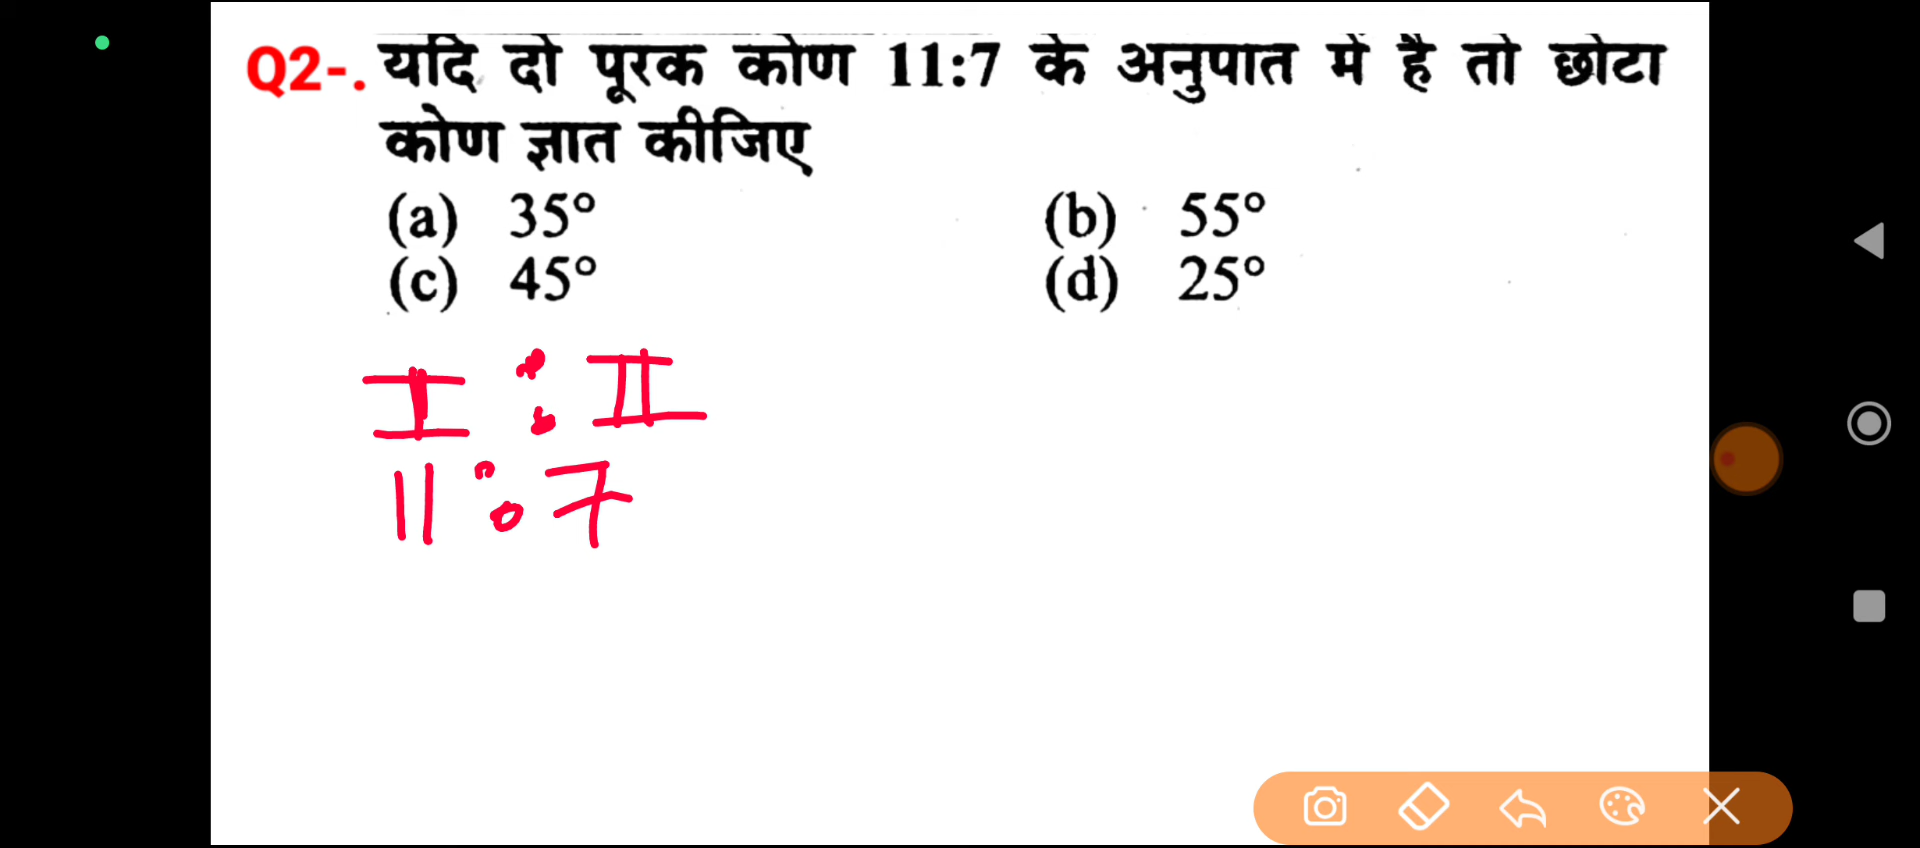 Q2-. यदि दो पूरक कोण 11:7 के अनुपात में है तो छोटा
कोण ज्ञात कीजिए
(a) 35° (b) 55°
(c) 45° (d) 25°
I : II
11 : 7